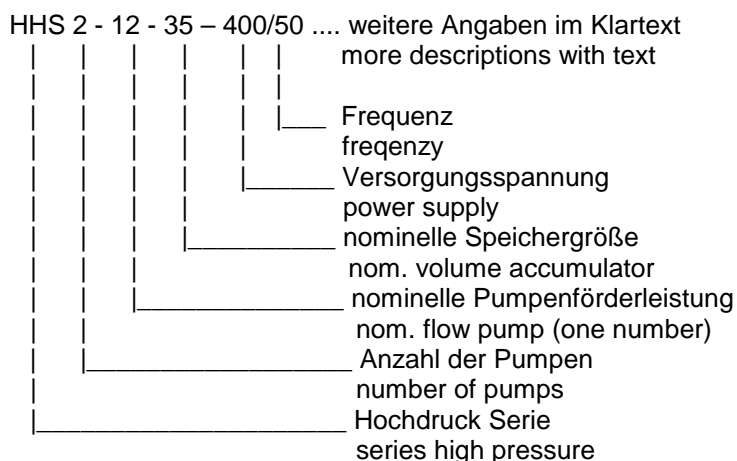 HHS 2 - 12 - 35 – 400/50 .... weitere Angaben im Klartext
more descriptions with text
Frequenz
freqenzy
Versorgungsspannung
power supply
nominelle Speichergröße
nom. volume accumulator
nominelle Pumpenförderleistung
nom. flow pump (one number)
Anzahl der Pumpen
number of pumps
Hochdruck Serie
series high pressure